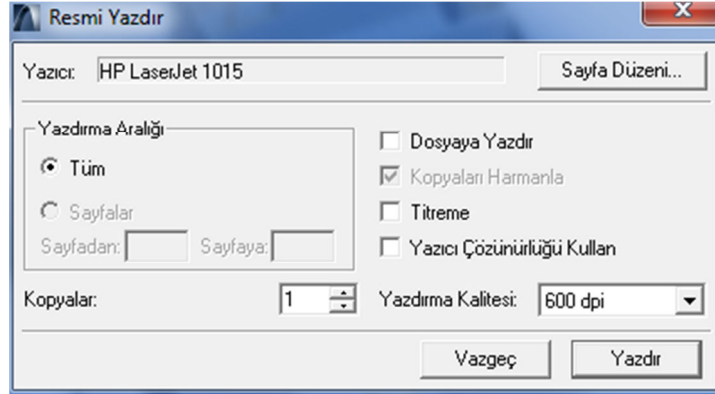 Resmi Yazdır
Yazıcı: HP LaserJet 1015 Sayfa Düzeni...
Yazdırma Aralığı
Tüm
Sayfalar
Sayfadan: Sayfaya:
Dosyaya Yazdır
Kopyaları Harmanla
Titreme
Yazıcı Çözünürlüğü Kullan
Kopyalar: 1 Yazdırma Kalitesi: 600 dpi
Vazgeç Yazdır